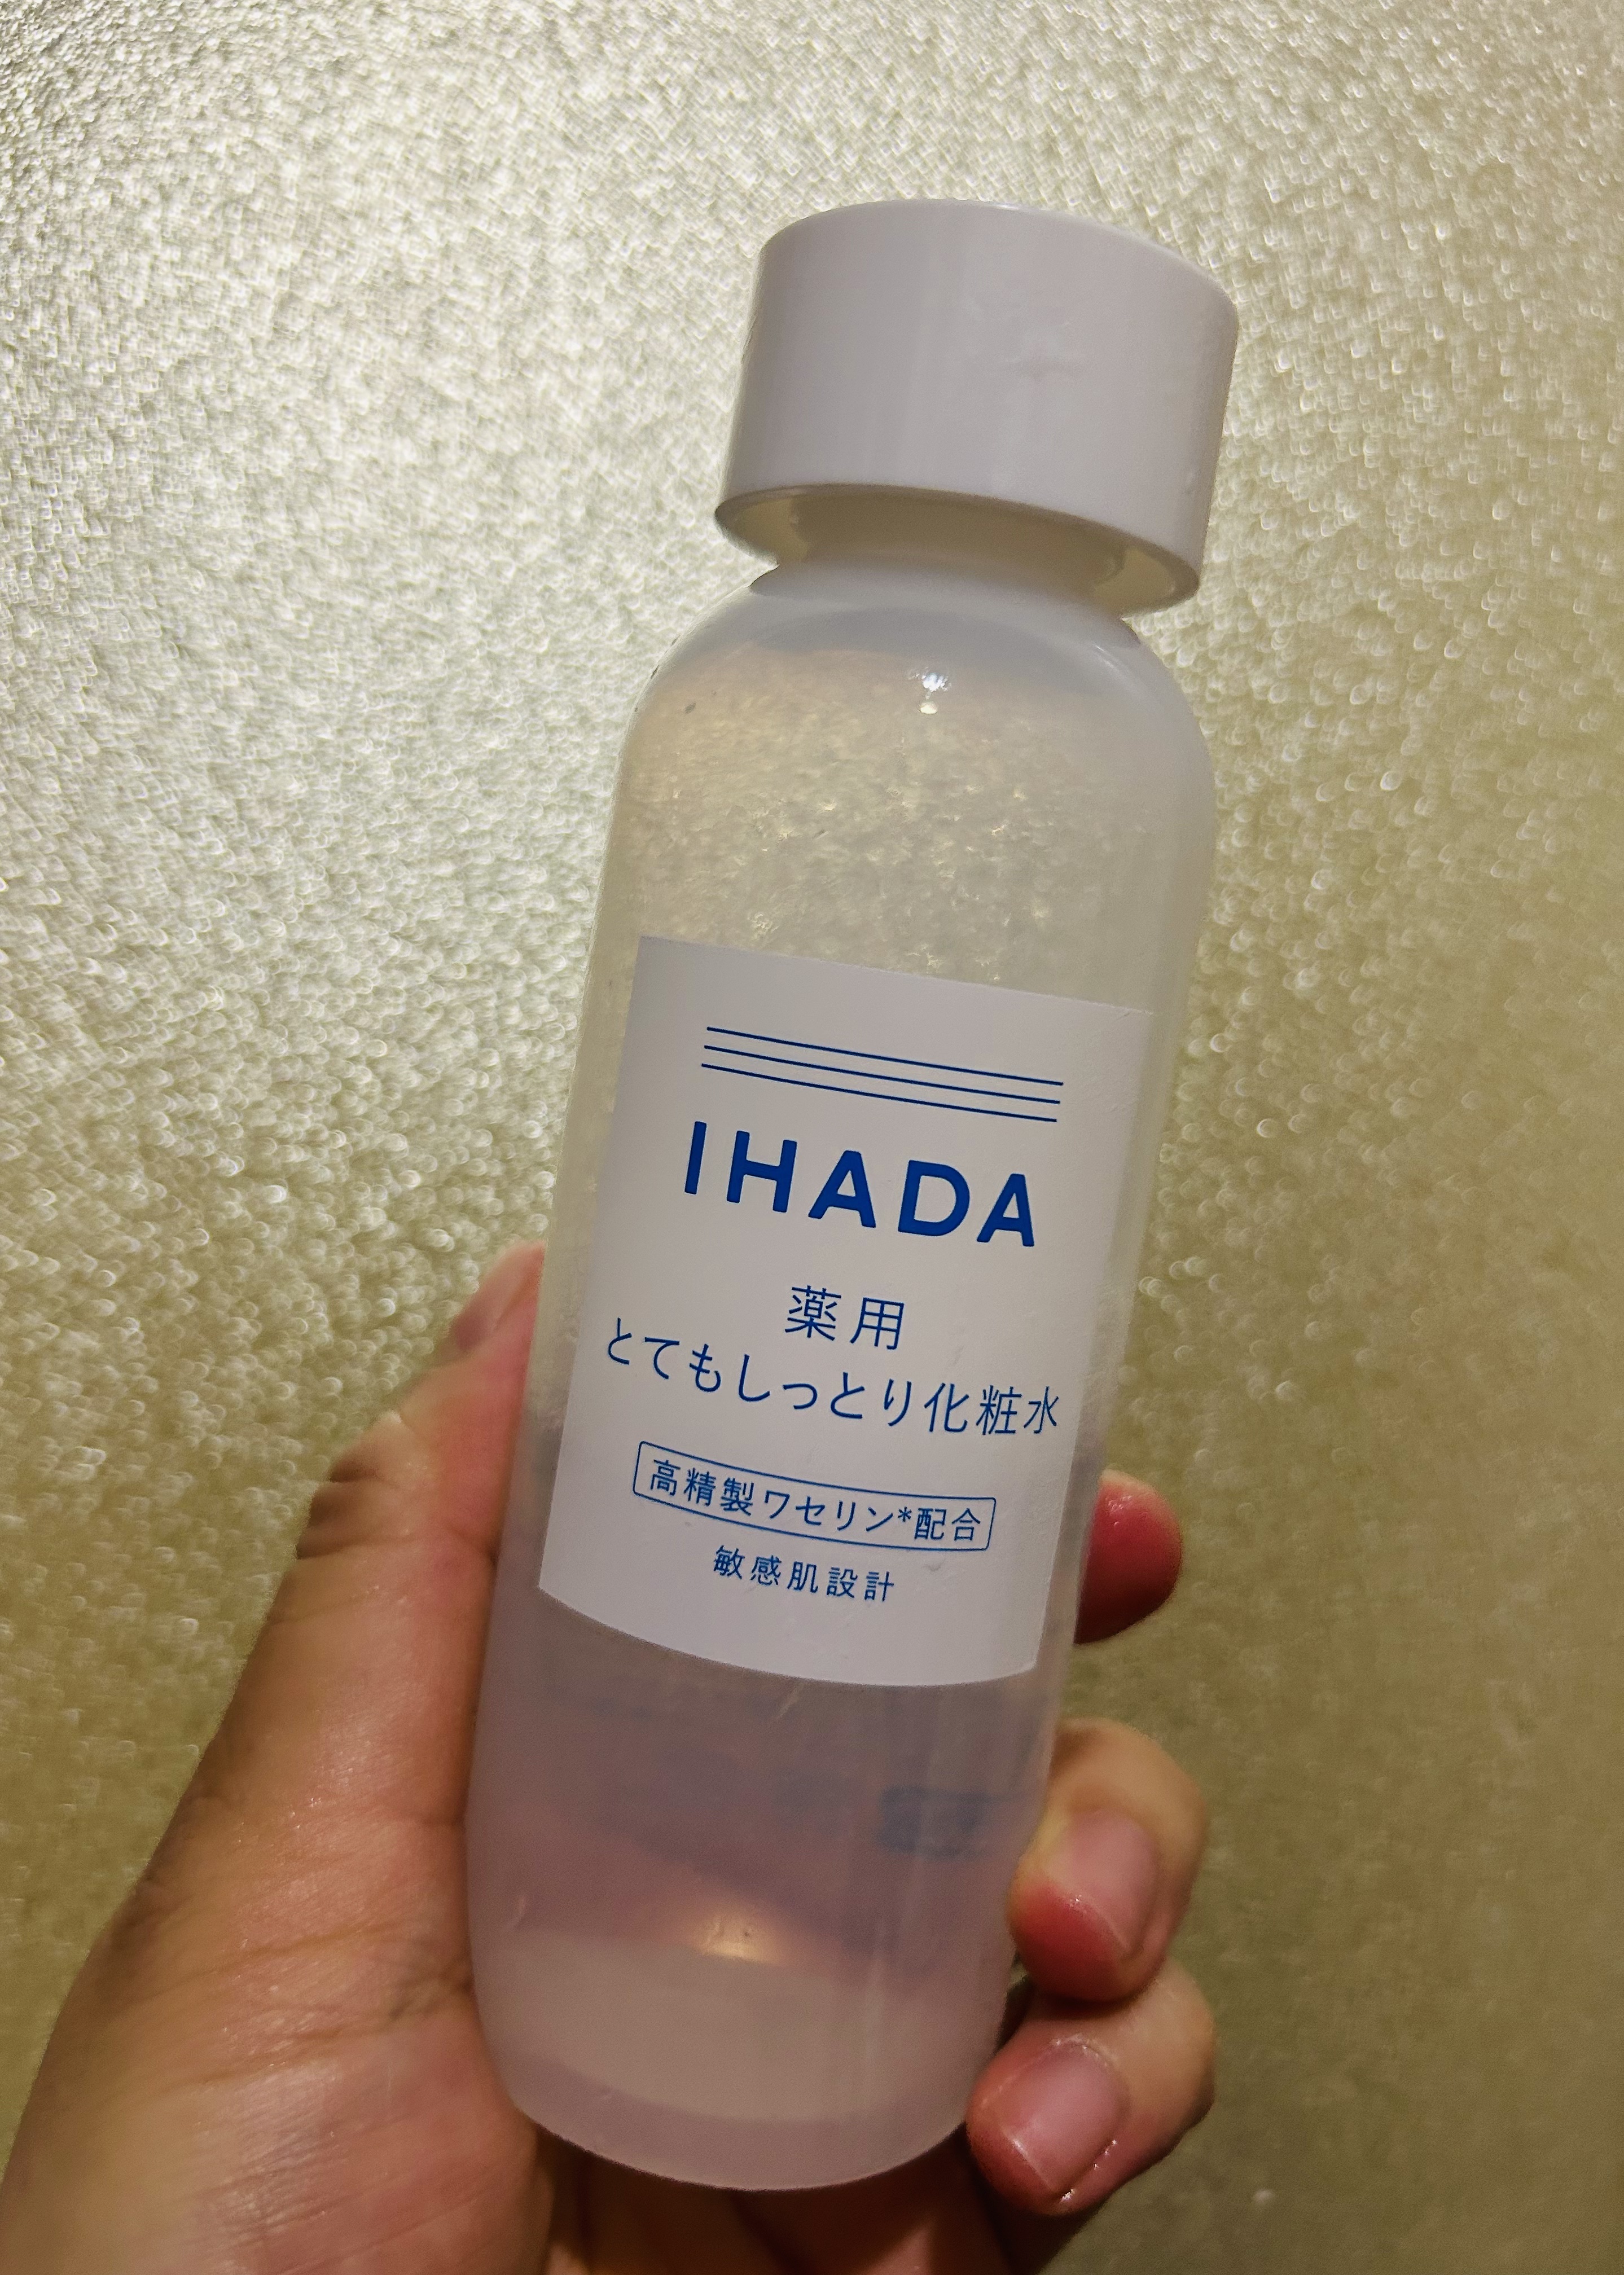 IHADA
薬用
とてもしっとり化粧水
高精製ワセリン*配合
敏感肌設計